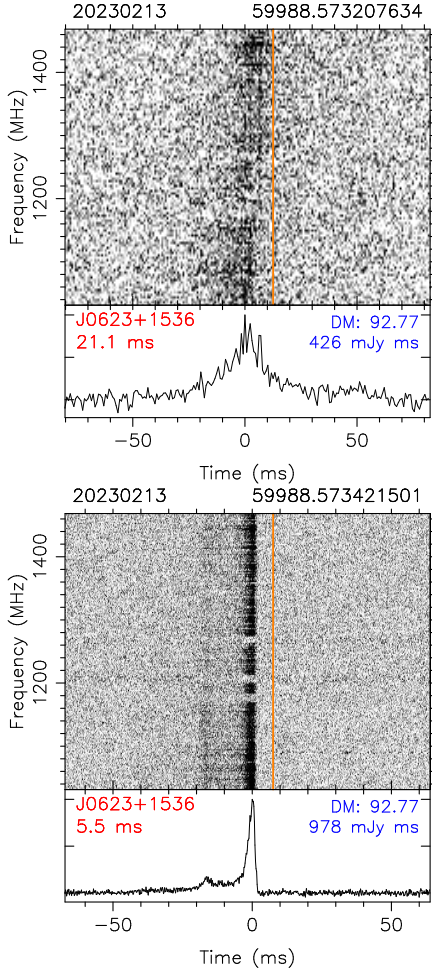 20230213 59988.573207634
Frequency (MHz)
1400
1200
J0623+1536 DM: 92.77
21.1 ms 426 mJy ms
−50 0 50
Time (ms)
20230213 59988.573421501
Frequency (MHz)
1400
1200
J0623+1536 DM: 92.77
5.5 ms 978 mJy ms
−50 0 50
Time (ms)